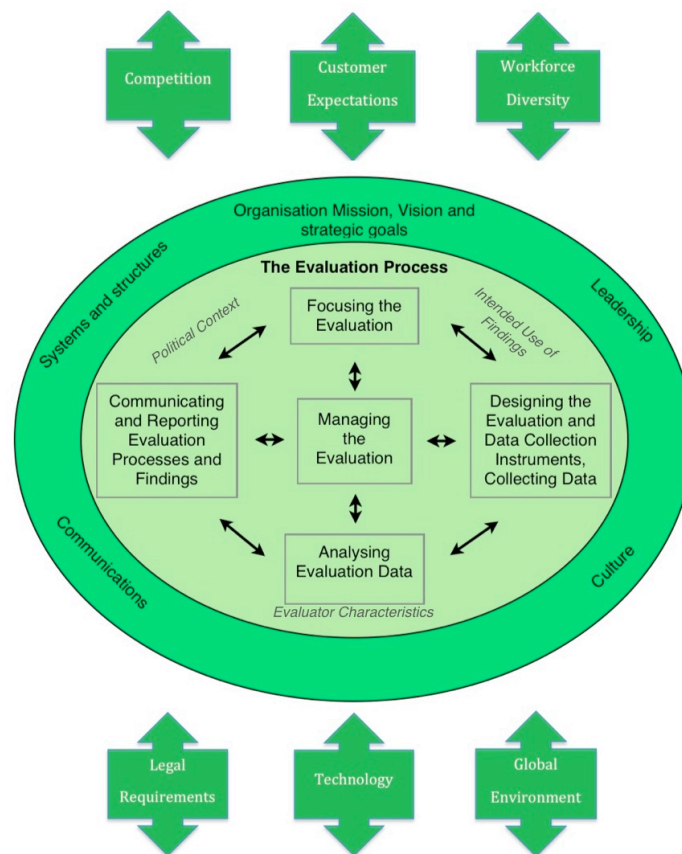 Competition
Customer
Expectations
Workforce
Diversity
Organisation Mission, Vision and
strategic goals
Systems and structures
Leadership
The Evaluation Process
Political Context
Intended Use of
Findings
Focusing the
Evaluation
Communicating
and Reporting
Evaluation
Processes and
Findings
Managing
the
Evaluation
Designing the
Evaluation and
Data Collection
Instruments,
Collecting Data
Analysing
Evaluation Data
Evaluator Characteristics
Communications
Culture
Legal
Requirements
Technology
Global
Environment